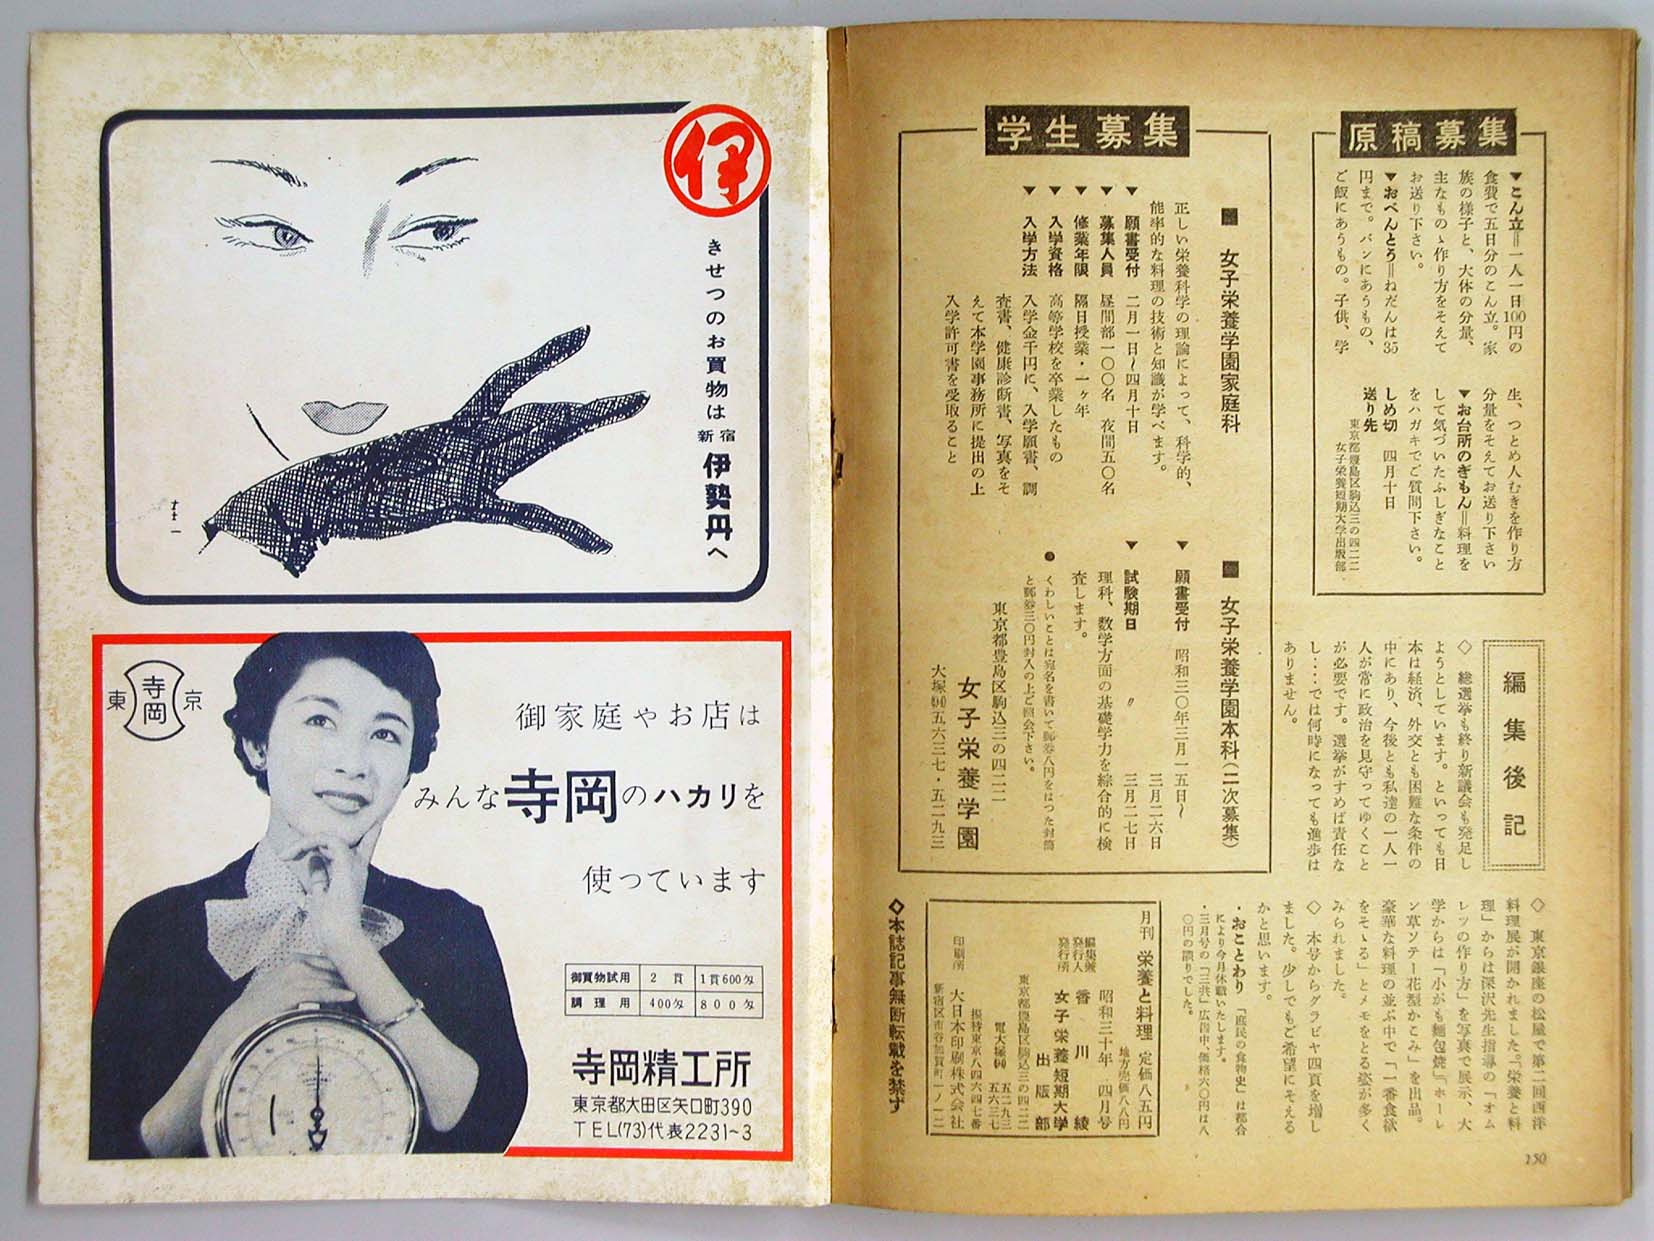 原稿募集
▼こん立＝一人一日100円の
食費で五日分のこん立。家
族の様子と、大体の分量、
主なものゝ作り方をそえて
お送り下さい。
▼おべんとう＝ねだんは35
円まで。パンにあうもの、
ご飯にあうもの。子供、学
生、つとめ人むきを作り方
分量をそえてお送り下さい
▼お台所のぎもん＝料理を
して気づいたふしぎなこと
をハガキでご質問下さい。
しめ切　四月十日
送り先
東京都豊島区駒込三の四二二
女子栄養短期大学出版部
学生募集
■　女子栄養学園家庭科
正しい栄養科学の理論によって、科学的、
能率的な料理の技術と知識が学べます。
▼願書受付　二月一日～四月十日
▼募集人員　昼間部一〇〇名　夜間五〇名
▼修業年限　隔日授業・一ヶ年
▼入学資格　高等学校を卒業したもの
▼入学方法　入学金千円に、入学願書、調
査書、健康診断書、写真をそ
えて本学園事務所に提出の上
入学許可書を受取ること
■　女子栄養学園本科（二次募集）
▼願書受付　昭和三〇年三月一五日～
三月二六日
▼試験期日　〃　三月二七日
理科、数学方面の基礎学力を綜合的に検
査します。
●くわしいことは宛名を書いて郵券八円をはった封筒
と郵券三〇円封入の上ご照会下さい。
東京都豊島区駒込三の四二二
女子栄養学園
大塚(94)五六三七・五二九三
編集後記
◇　総選挙も終り新議会も発足し
ようとしています。といっても日
本は経済、外交とも困難な条件の
中にあり、今後とも私達の一人一
人が常に政治を見守ってゆくこと
が必要です。選挙がすめば責任な
し‥‥では何時になっても進歩は
ありません。
◇　東京銀座の松屋で第二回西洋
料理展が開かれました。「栄養と料
理」からは深沢先生指導の「オム
レツの作り方」を写真で展示、大
学からは「小がも麺包焼」「ホーレ
ン草ソテー花型かこみ」を出品。
豪華な料理の並ぶ中で「一番食欲
をそゝる」とメモをとる姿が多く
みられました。
◇　本号からグラビヤ四頁を増し
ました。少しでもご希望にそえる
かと思います。
・おことわり　「庶民の食物史」は都合
により今月休載いたします。
・三月号の「三共」広告中、価格六〇円は八
〇円の誤りでした。
月刊　栄養と料理　定価八五円
地方売価八八円
昭和三十年　四月号
編集兼
発行人　香川　綾
発行所　女子栄養短期大学
出版部
東京都豊島区駒込三の四二二
電大塚(94)五二九三
五六三七
振替東京八四六四七番
印刷所　大日本印刷株式会社
新宿区市谷加賀町一ノ一二
◇本誌記事無断転載を禁ず
150
伊
きせつのお買物は
新宿　伊勢丹へ
東　寺岡　京
御家庭やお店は
みんな寺岡のハカリを
使っています
御買物試用　2貫　1貫600匁
調理用　400匁　800匁
寺岡精工所
東京都大田区矢口町390
TEL(73)代表2231～3